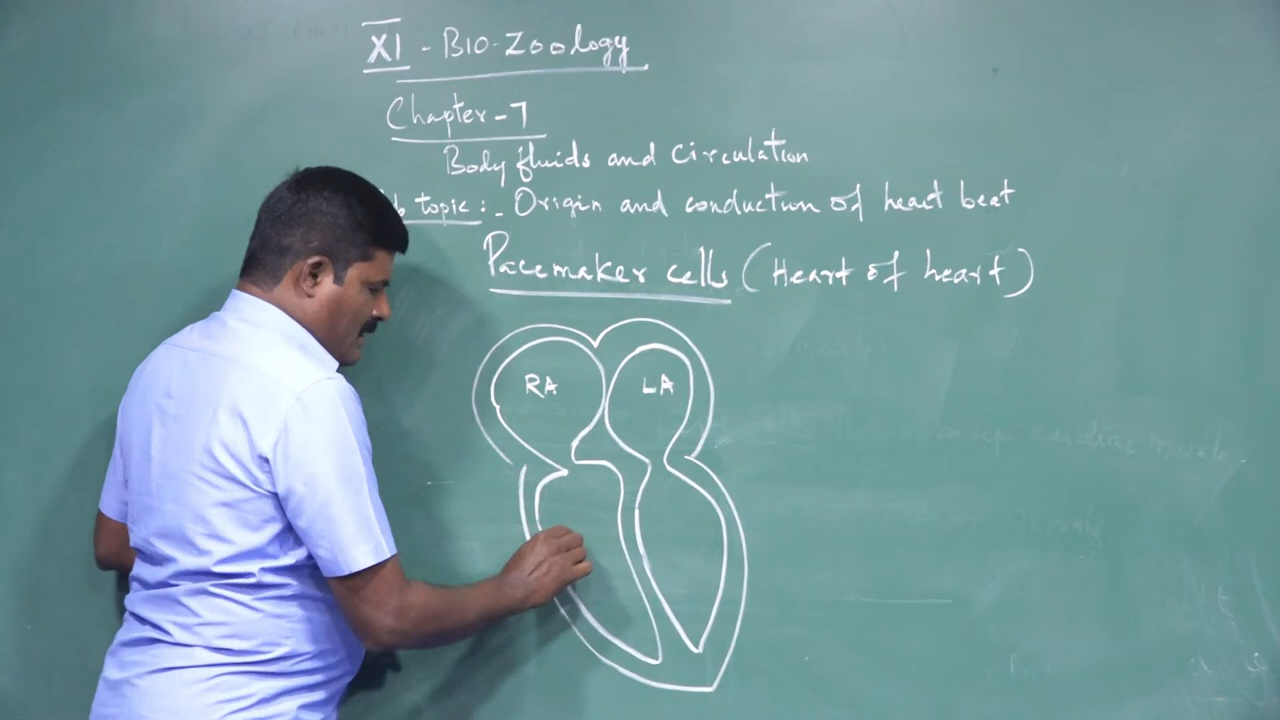 XI - BIO-Zoology
Chapter - 7
Body fluids and circulation
topic :- Origin and conduction of heart beat
Pacemaker cells (Heart of heart)
RA LA